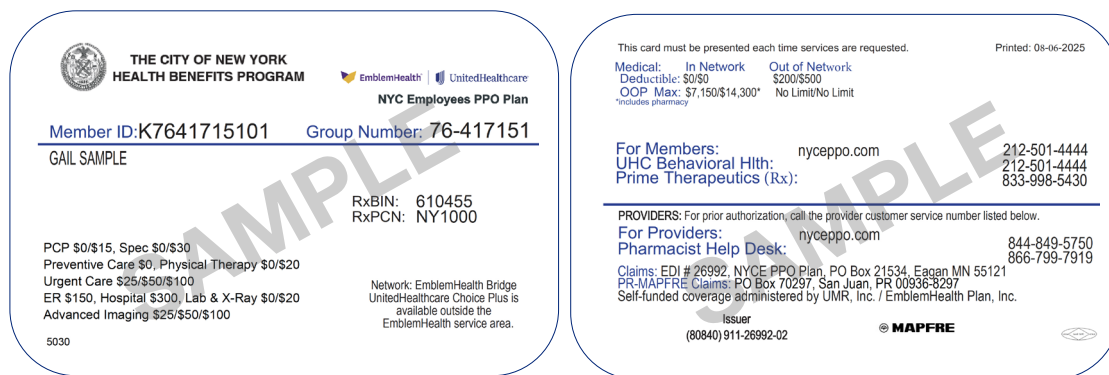 THE CITY OF NEW YORK
HEALTH BENEFITS PROGRAM
EmblemHealth | UnitedHealthcare
NYC Employees PPO Plan
Member ID:K7641715101 Group Number: 76-417151
GAIL SAMPLE
RxBIN: 610455
RxPCN: NY1000
PCP $0/$15, Spec $0/$30
Preventive Care $0, Physical Therapy $0/$20
Urgent Care $25/$50/$100
ER $150, Hospital $300, Lab & X-Ray $0/$20
Advanced Imaging $25/$50/$100
Network: EmblemHealth Bridge
UnitedHealthcare Choice Plus is
available outside the
EmblemHealth service area.
5030
SAMPLE
This card must be presented each time services are requested. Printed: 08-06-2025
Medical: In Network Out of Network
Deductible: $0/$0 $200/$500
OOP Max: $7,150/$14,300* No Limit/No Limit
*includes pharmacy
For Members: nyceppo.com 212-501-4444
UHC Behavioral Hlth: 212-501-4444
Prime Therapeutics (Rx): 833-998-5430
PROVIDERS: For prior authorization, call the provider customer service number listed below.
For Providers: nyceppo.com 844-849-5750
Pharmacist Help Desk: 866-799-7919
Claims: EDI # 26992, NYCE PPO Plan, PO Box 21534, Eagan MN 55121
PR-MAPFRE Claims: PO Box 70297, San Juan, PR 00936-8297
Self-funded coverage administered by UMR, Inc. / EmblemHealth Plan, Inc.
Issuer
(80840) 911-26992-02
MAPFRE
SAMPLE